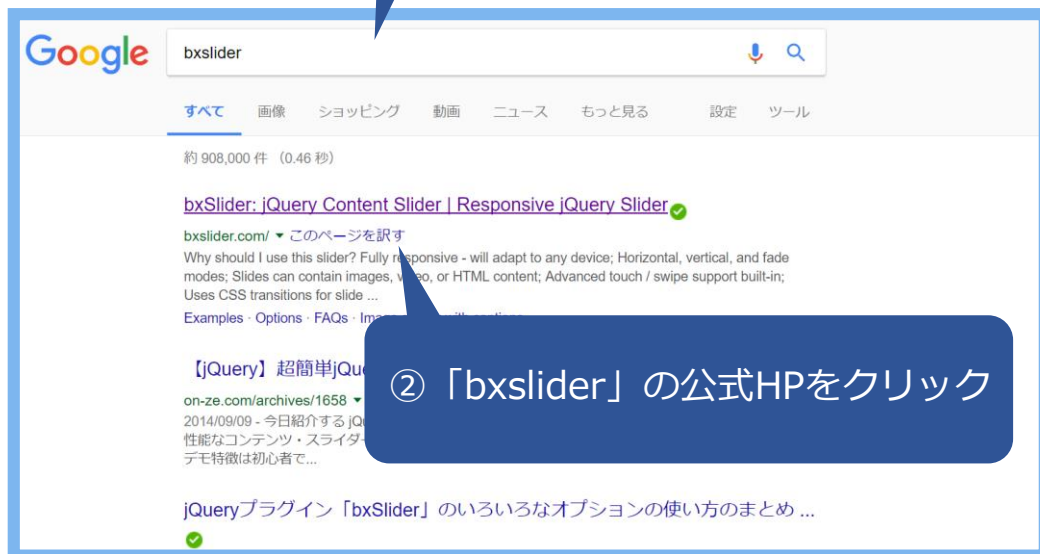 Google
bxslider
すべて 画像 ショッピング 動画 ニュース もっと見る 設定 ツール
約 908,000 件 （0.46 秒）
bxSlider: jQuery Content Slider | Responsive jQuery Slider
bxslider.com/ ▼ このページを訳す
Why should I use this slider? Fully responsive - will adapt to any device; Horizontal, vertical, and fade
modes; Slides can contain images, video, or HTML content; Advanced touch / swipe support built-in;
Uses CSS transitions for slide ...
Examples · Options · FAQs ·
【jQuery】超簡単
②「bxslider」の公式HPをクリック
on-ze.com/archives/1658 ▼
2014/09/09 - 今日紹介する
性能なコンテンツ・スライダー
デモ特徴は初心者で...
jQueryプラグイン「bxSlider」のいろいろなオプションの使い方のまとめ ...